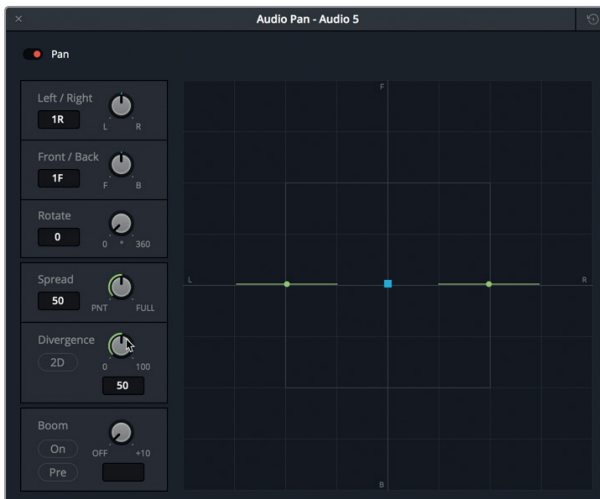 Audio Pan - Audio 5
Pan
Left / Right
1R
L R
Front / Back
1F
F B
Rotate
0
0 ° 360
Spread
50
PNT FULL
Divergence
2D
0 100
50
Boom
On
OFF +10
Pre
F
L
R
B